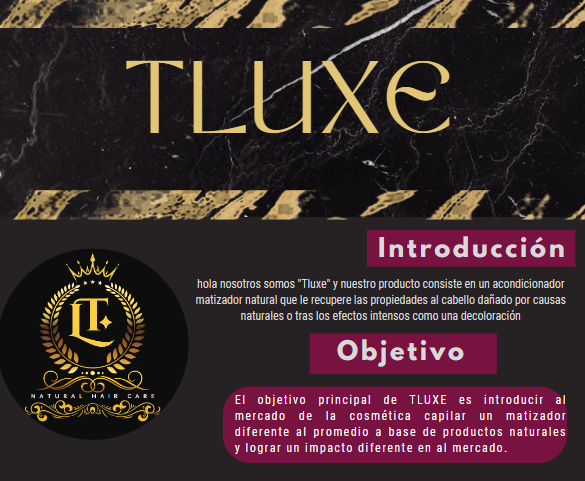 TLUXE
Introducción
hola nosotros somos "Tluxe" y nuestro producto consiste en un acondicionador
matizador natural que le recupere las propiedades al cabello dañado por causas
naturales o tras los efectos intensos como una decoloración
LT
NATURAL HAIR CARE
Objetivo
El objetivo principal de TLUXE es introducir al
mercado de la cosmética capilar un matizador
diferente al promedio a base de productos naturales
y lograr un impacto diferente en al mercado.